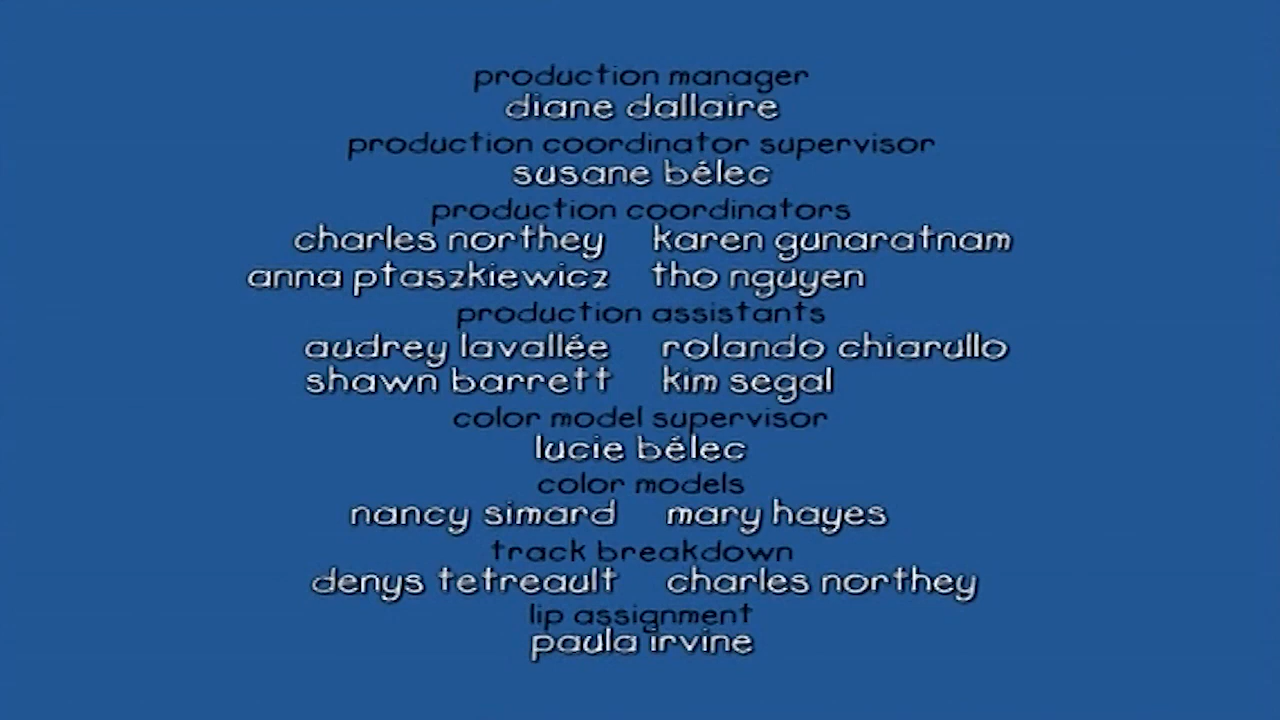 production manager
diane dallaire
production coordinator supervisor
susane bélec
production coordinators
charles northey karen gunaratnam
anna ptaszkiewicz tho nguyen
production assistants
audrey lavallée rolando chiarullo
shawn barrett kim segal
color model supervisor
lucie bélec
color models
nancy simard mary hayes
track breakdown
denys tetreault charles northey
lip assignment
paula irvine